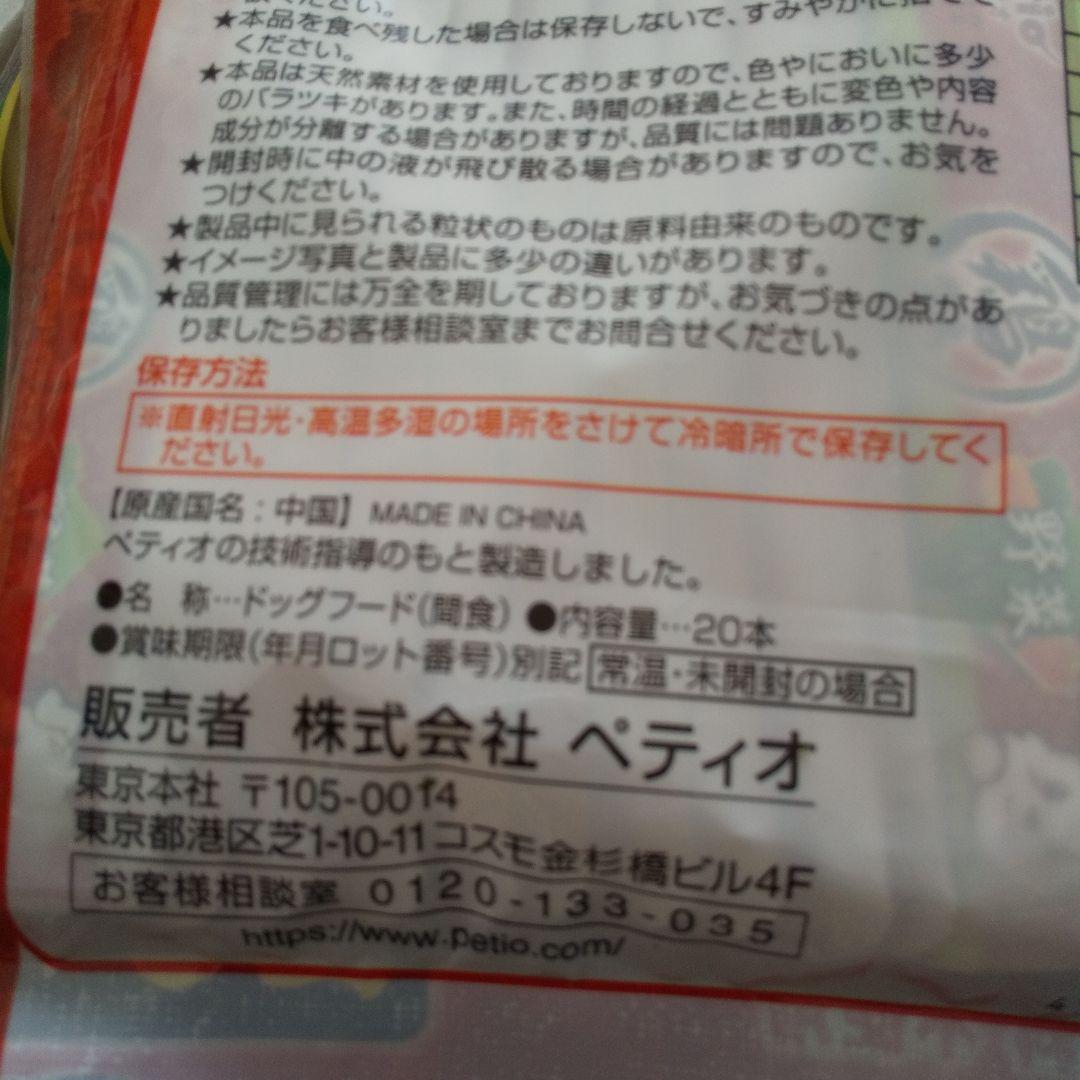 ください。
★本品を食べ残した場合は保存しないで、すみやかに捨てて
ください。
★本品は天然素材を使用しておりますので、色やにおいに多少
のバラツキがあります。また、時間の経過とともに変色や内容
成分が分離する場合がありますが、品質には問題ありません。
★開封時に中の液が飛び散る場合がありますので、お気を
つけください。
★製品中に見られる粒状のものは原料由来のものです。
★イメージ写真と製品に多少の違いがあります。
★品質管理には万全を期しておりますが、お気づきの点があ
りましたらお客様相談室までお問合せください。
保存方法
※直射日光・高温多湿の場所をさけて冷暗所で保存してく
ださい。
【原産国名：中国】 MADE IN CHINA
ペティオの技術指導のもと製造しました。
●名 称…ドッグフード(間食) ●内容量…20本
●賞味期限(年月ロット番号)別記 常温・未開封の場合
販売者 株式会社 ペティオ
東京本社 〒105-0014
東京都港区芝1-10-11コスモ金杉橋ビル4F
お客様相談室 0120-133-035
https://www.petio.com/
野菜